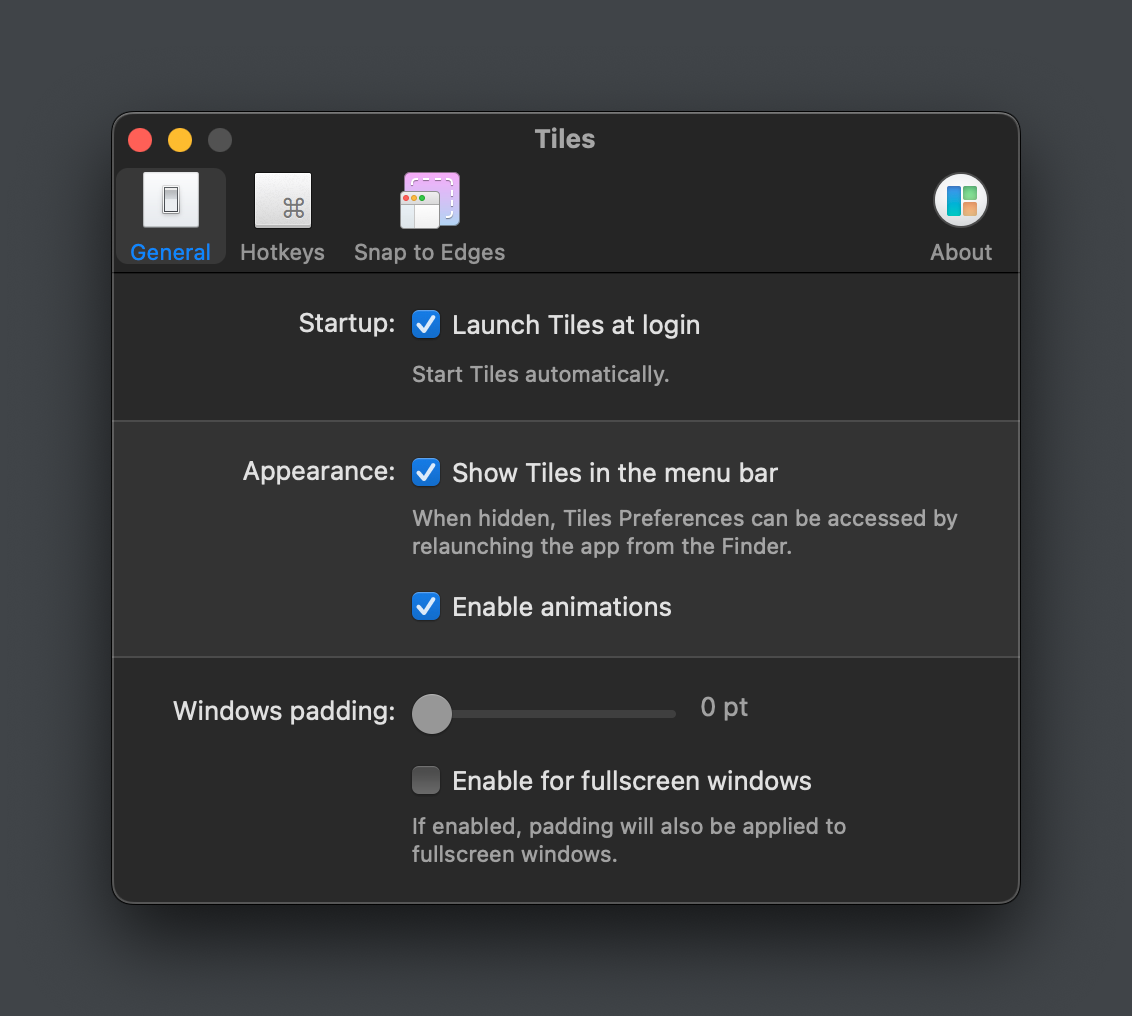 Tiles
General
Hotkeys
Snap to Edges
About
Startup:
Launch Tiles at login
Start Tiles automatically.
Appearance:
Show Tiles in the menu bar
When hidden, Tiles Preferences can be accessed by
relaunching the app from the Finder.
Enable animations
Windows padding:
0 pt
Enable for fullscreen windows
If enabled, padding will also be applied to
fullscreen windows.